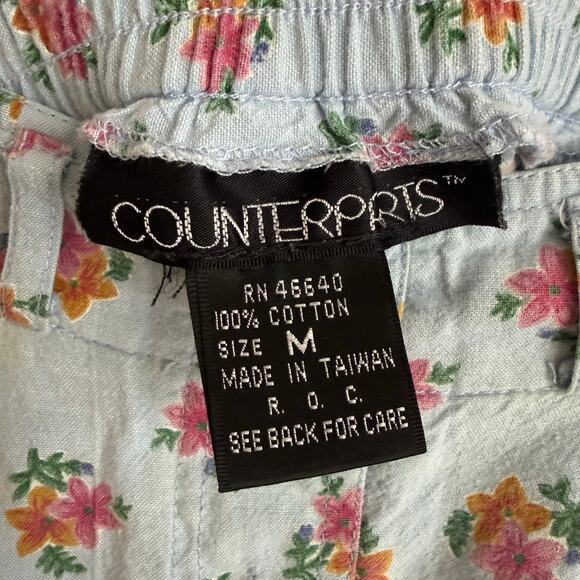 COUNTERPARTS™
RN 46640
100% COTTON
SIZE M
MADE IN TAIWAN
R. O. C.
SEE BACK FOR CARE